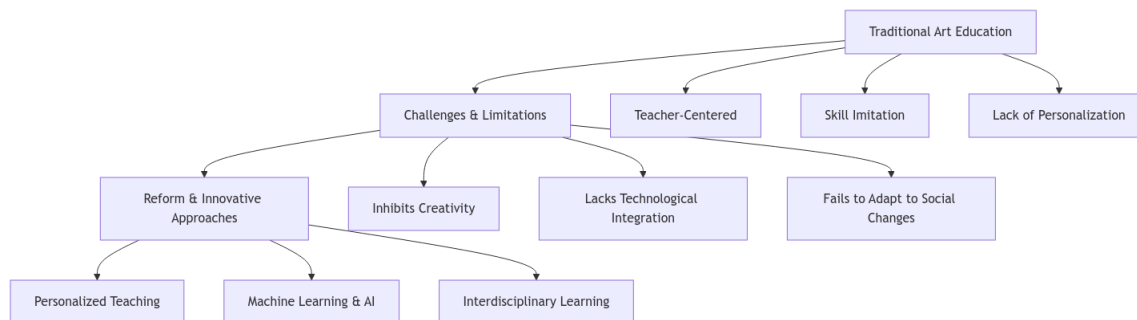 Traditional Art Education
Challenges & Limitations
Teacher-Centered
Skill Imitation
Lack of Personalization
Reform & Innovative
Approaches
Inhibits Creativity
Lacks Technological
Integration
Fails to Adapt to Social
Changes
Personalized Teaching
Machine Learning & AI
Interdisciplinary Learning